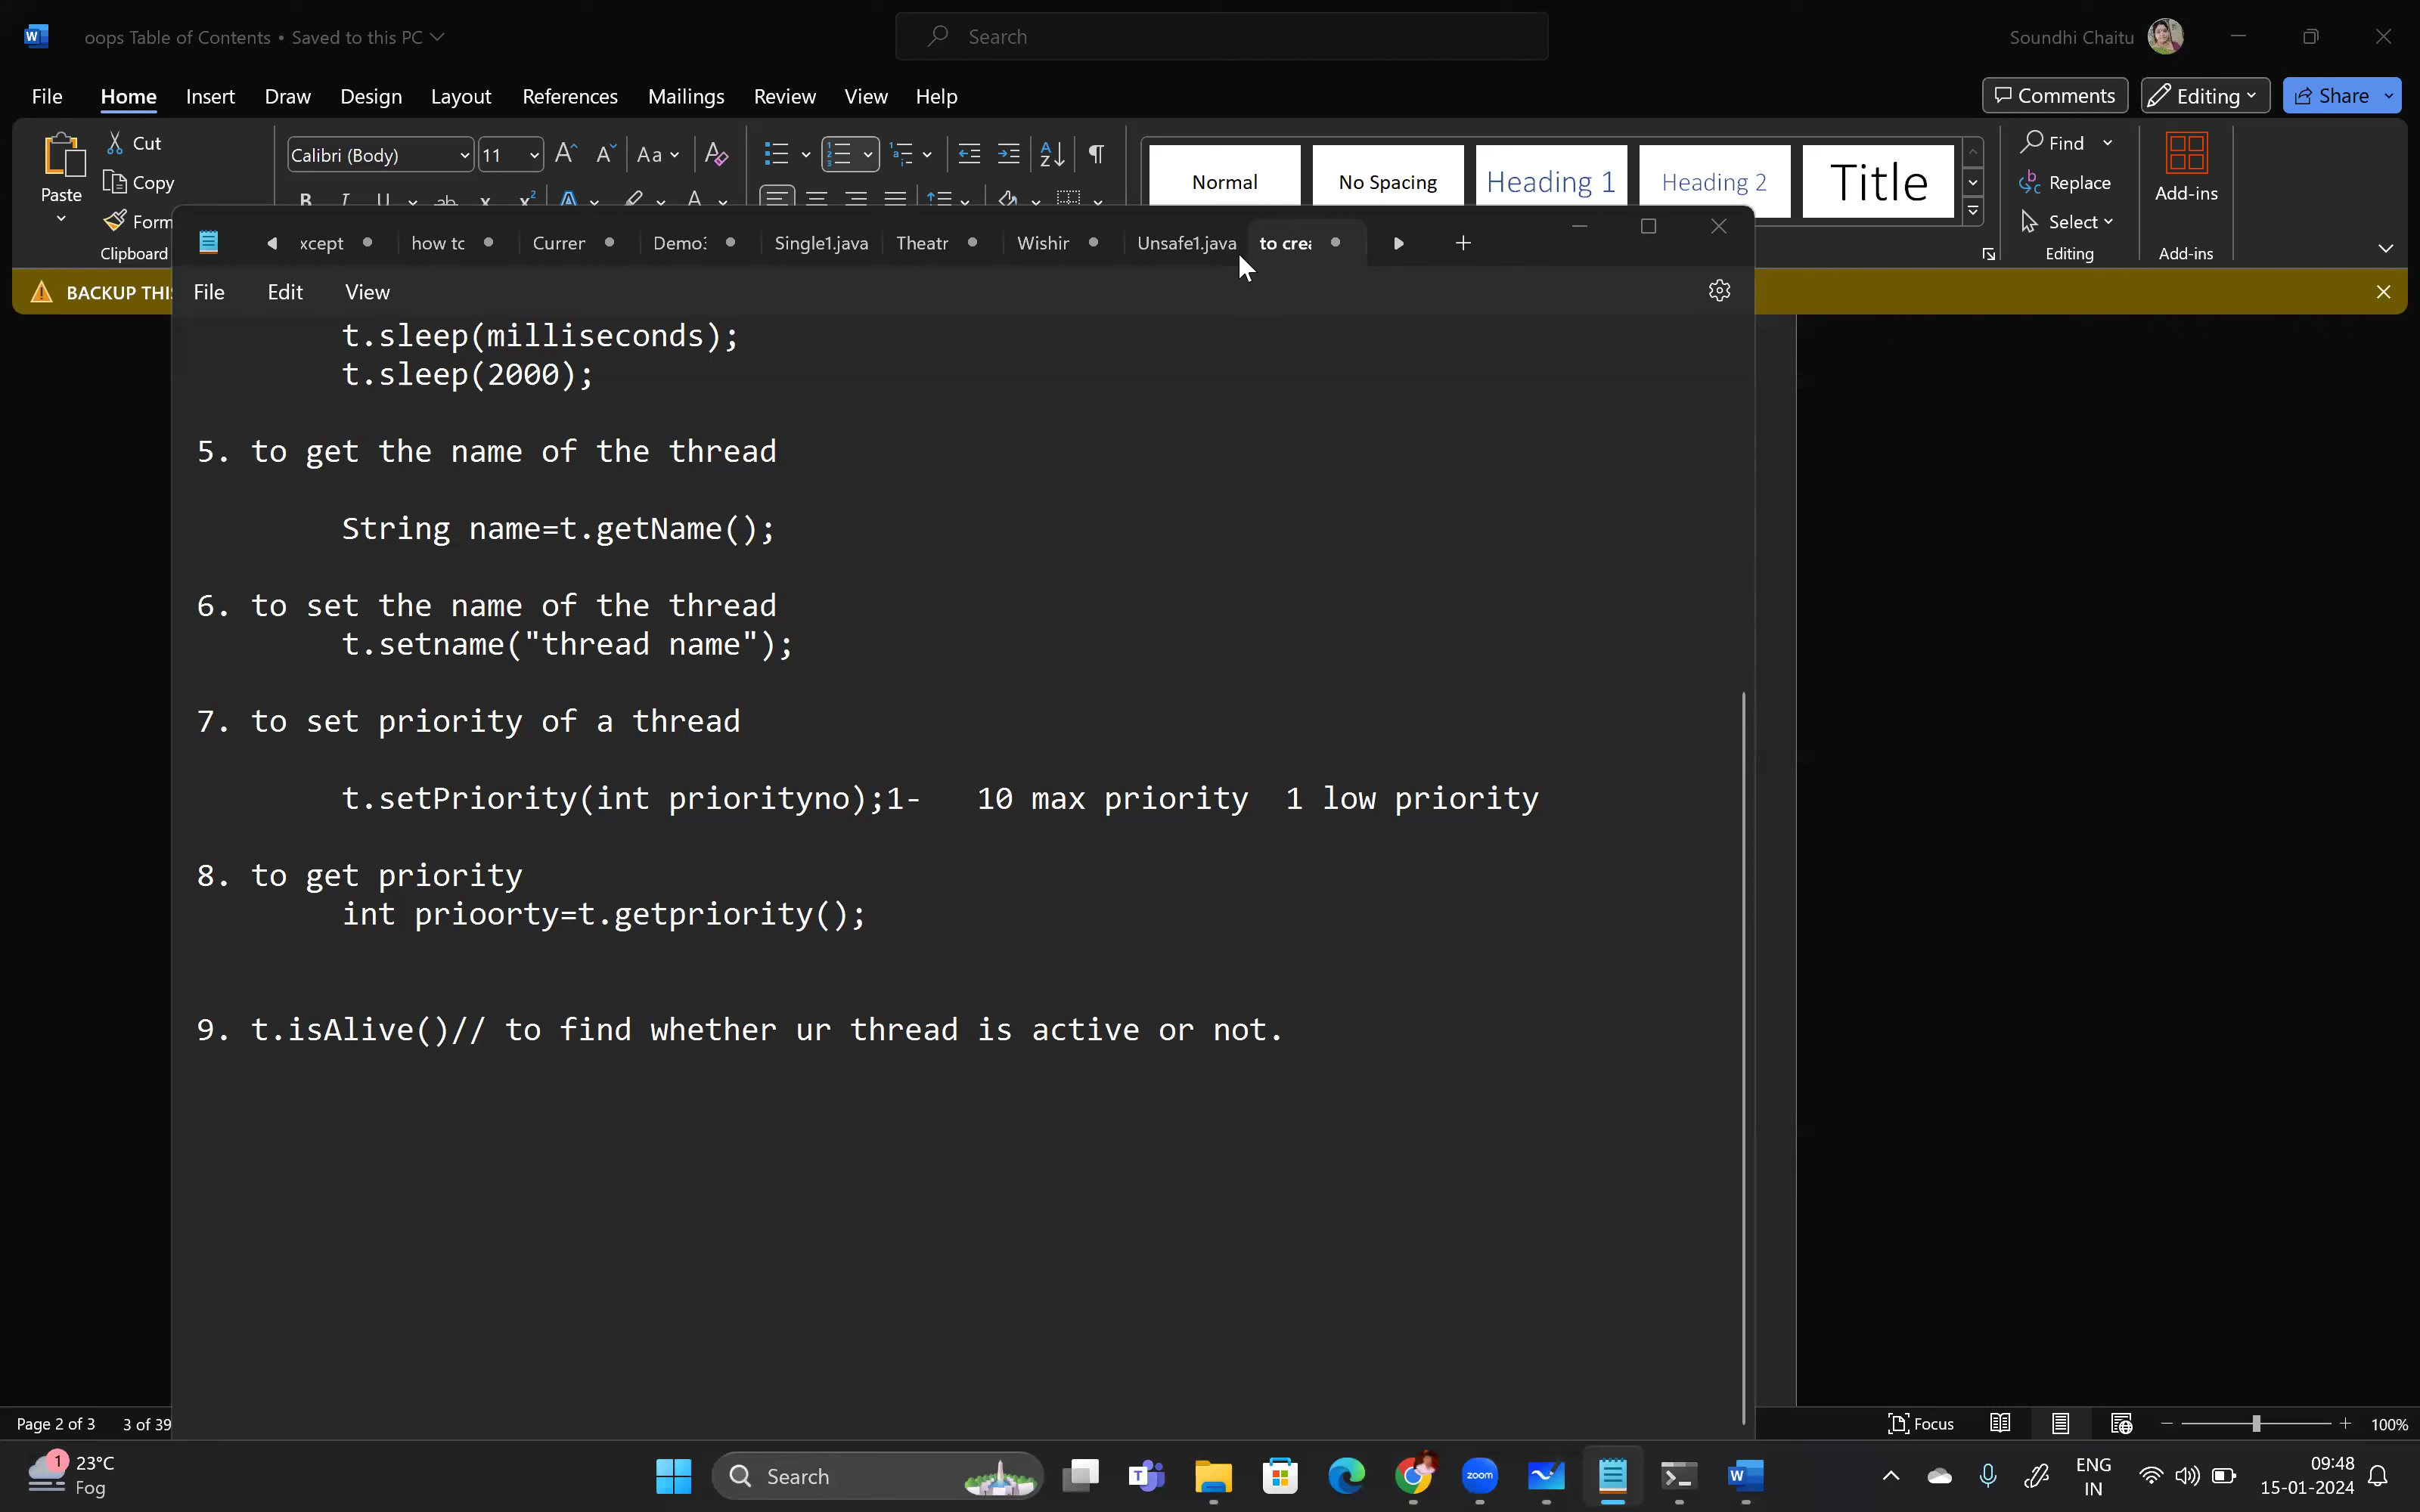 oops Table of Contents • Saved to this PC
Search
Soundhi Chaitu
File Home Insert Draw Design Layout References Mailings Review View Help
Comments Editing Share
Paste
Cut
Copy
Form
Clipboard
Calibri (Body) 11
Normal
No Spacing
Heading 1
Heading 2
Title
Find
Replace
Select
Editing
Add-ins
Add-ins
xcept how tc Currer Demo: Single1.java Theatr Wishir Unsafe1.java to crea
BACKUP THIS
File Edit View
t.sleep(milliseconds);
t.sleep(2000);
5. to get the name of the thread
String name=t.getName();
6. to set the name of the thread
t.setname("thread name");
7. to set priority of a thread
t.setPriority(int priorityno);1- 10 max priority 1 low priority
8. to get priority
int prioorty=t.getpriority();
9. t.isAlive()// to find whether ur thread is active or not.
Page 2 of 3 3 of 39
Focus
100%
1
23°C
Fog
Search
zoom
ENG
IN
09:48
15-01-2024